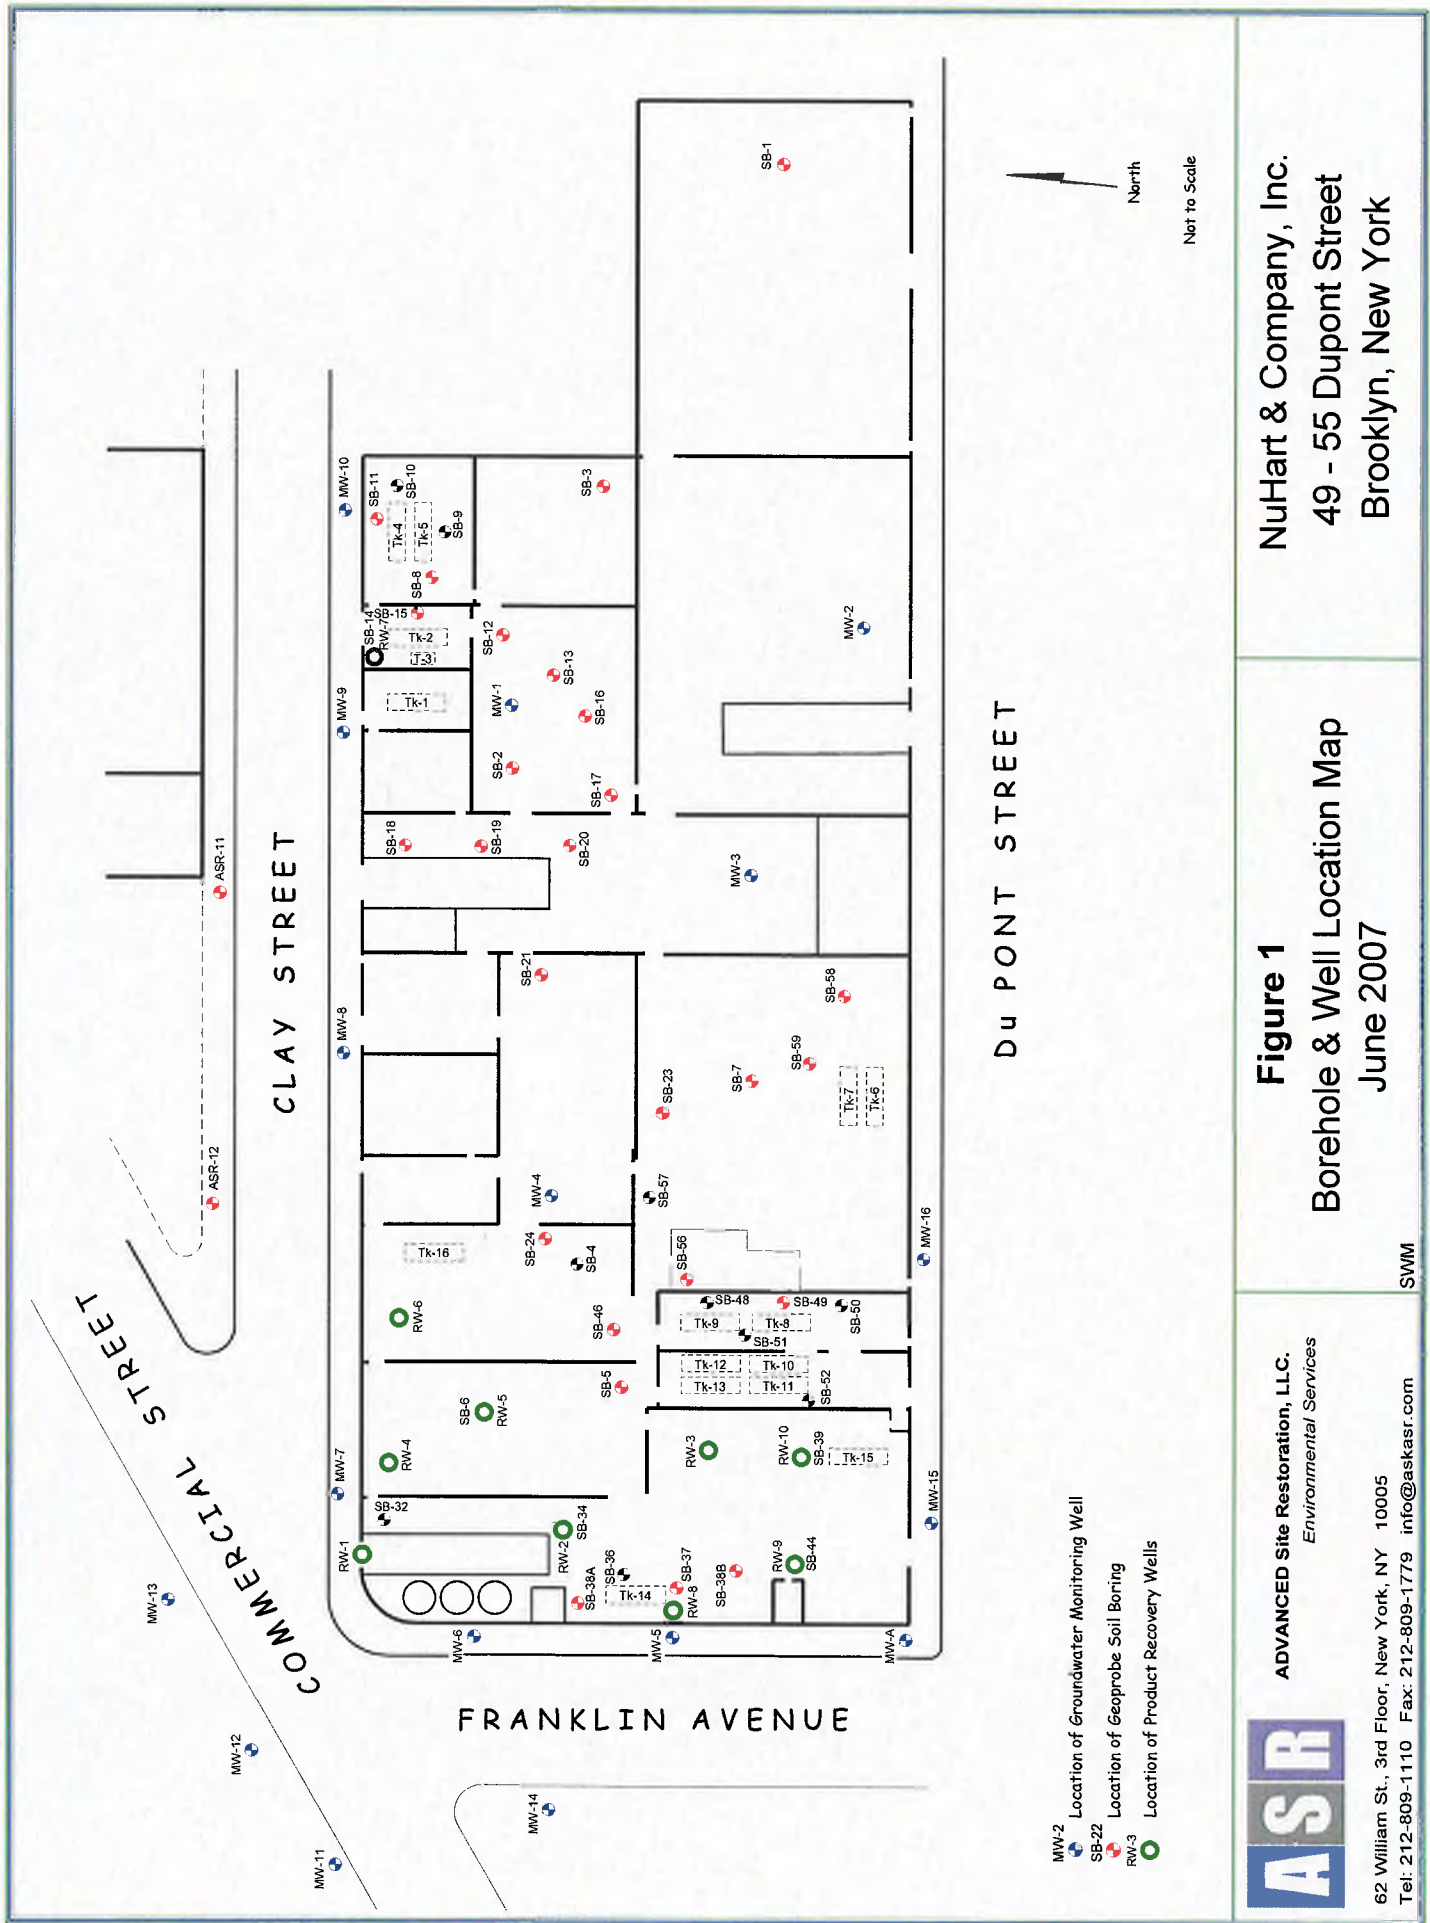 COMMERCIAL STREET
CLAY STREET
FRANKLIN AVENUE
Du PONT STREET
MW-11
MW-12
MW-13
MW-14
ASR-12
ASR-11
MW-7
MW-8
MW-9
MW-10
RW-1
SB-32
RW-4
SB-6
RW-5
RW-6
Tk-16
SB-24
SB-4
MW-4
SB-46
SB-5
SB-21
SB-18
SB-19
SB-20
SB-2
SB-17
MW-1
SB-16
SB-13
SB-12
Tk-1
T-3
Tk-2
SB-14
RW-7
SB-15
SB-8
SB-11
Tk-4
Tk-5
SB-10
SB-9
SB-3
SB-1
MW-6
MW-5
MW-A
RW-2
SB-34
SB-36
SB-38A
Tk-14
SB-37
RW-8
SB-38B
RW-9
SB-44
RW-3
RW-10
SB-39
Tk-15
Tk-12
Tk-10
Tk-13
Tk-11
SB-52
Tk-9
Tk-8
SB-48
SB-49
SB-50
SB-51
SB-56
SB-57
SB-23
SB-7
SB-59
SB-58
Tk-7
Tk-6
MW-3
MW-2
MW-15
MW-16
North
Not to Scale
MW-2
Location of Groundwater Monitoring Well
SB-22
Location of Geoprobe Soil Boring
RW-3
Location of Product Recovery Wells
ASR
ADVANCED Site Restoration, LLC.
Environmental Services
62 William St., 3rd Floor, New York, NY 10005
Tel: 212-809-1110 Fax: 212-809-1779 info@askasr.com
SWM
Figure 1
Borehole & Well Location Map
June 2007
NuHart & Company, Inc.
49 - 55 Dupont Street
Brooklyn, New York